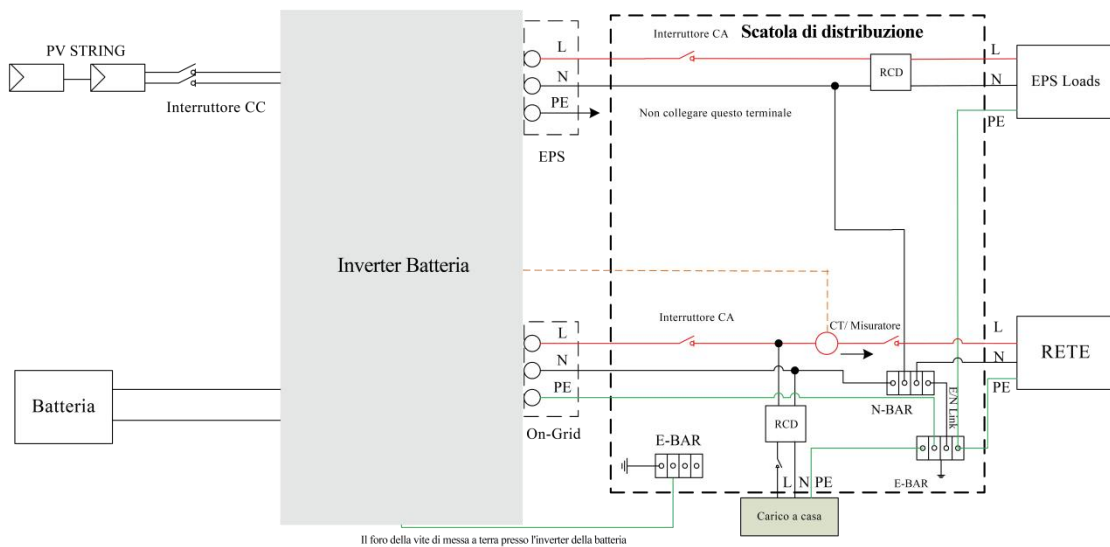 Scatola di distribuzione
PV STRING
Interruttore CC
L
N
PE
EPS
Interruttore CA
RCD
L
N
PE
EPS Loads
Non collegare questo terminale
Inverter Batteria
Batteria
L
N
PE
On-Grid
Interruttore CA
CT/ Misuratore
L
N
PE
RETE
N-BAR
E/N Link
RCD
E-BAR
E-BAR
L N PE
Carico a casa
Il foro della vite di messa a terra presso l'inverter della batteria